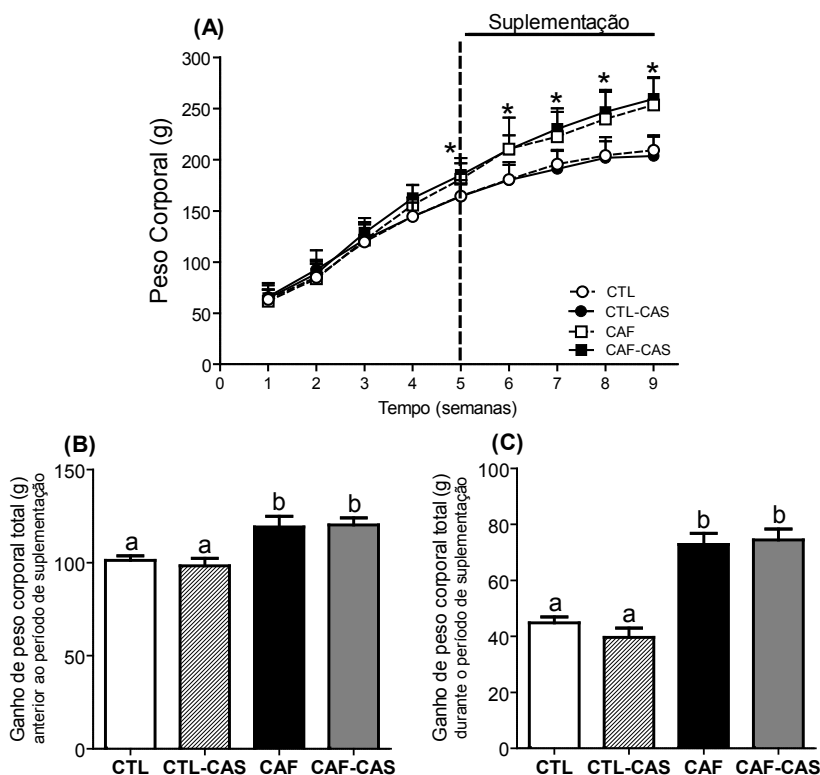 (A)
Suplementação
Peso Corporal (g)
300
250
200
150
100
50
0
* * * * *
CTL
CTL-CAS
CAF
CAF-CAS
0 1 2 3 4 5 6 7 8 9
Tempo (semanas)
(B)
Ganho de peso corporal total (g)
anterior ao período de suplementação
150
100
50
0
a a b b
CTL CTL-CAS CAF CAF-CAS
(C)
Ganho de peso corporal total (g)
durante o período de suplementação
100
80
60
40
20
0
a a b b
CTL CTL-CAS CAF CAF-CAS